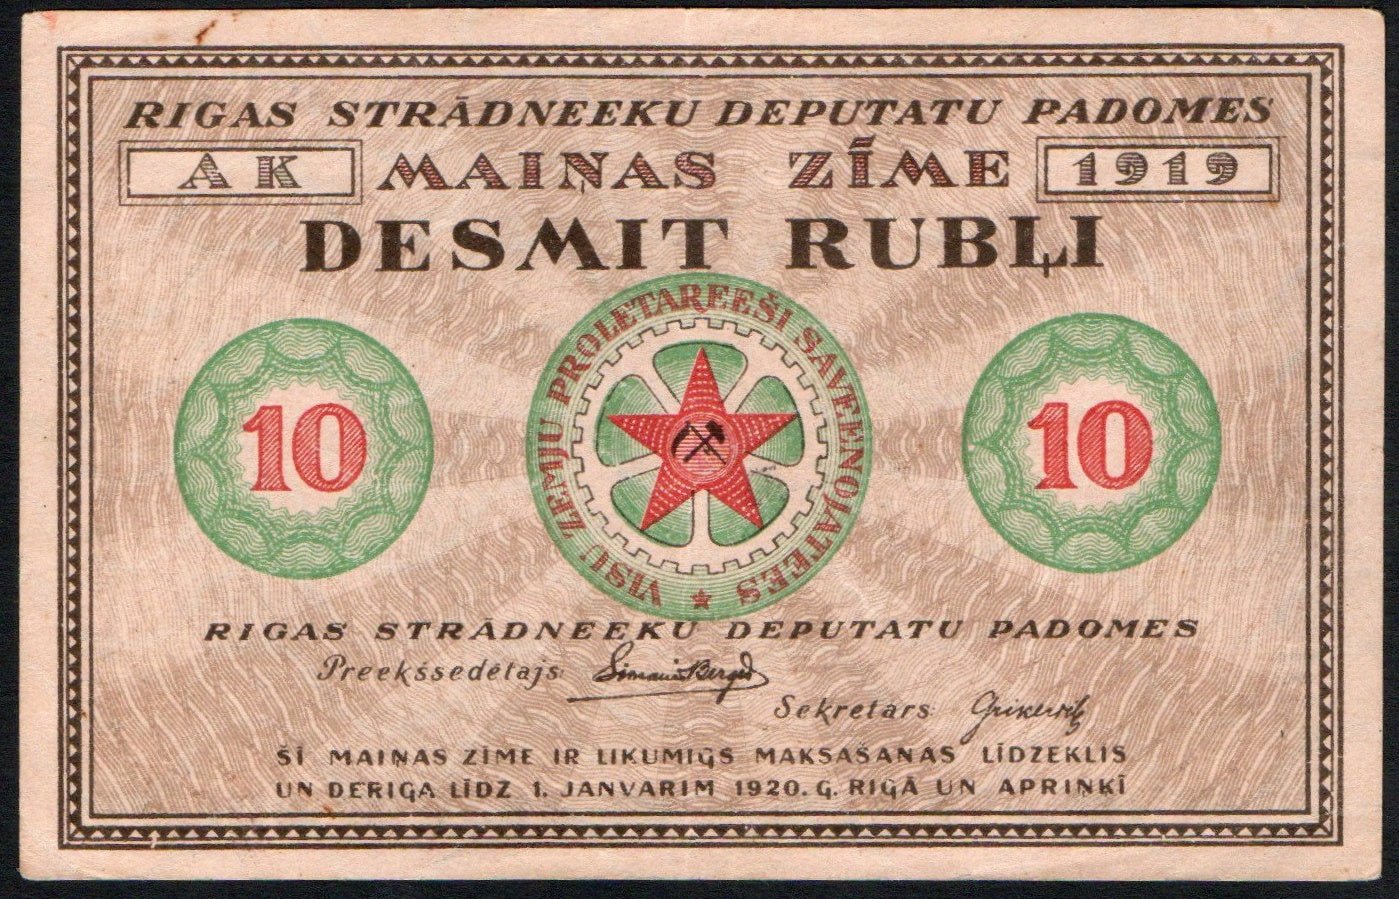 RIGAS STRĀDNEEKU DEPUTATU PADOMES
AK MAIŅAS ZĪME 1919
DESMIT RUBĻI
VISU ZEMJU PROLETAREEŠI SAVEENOJATEES
10 10
RIGAS STRĀDNEEKU DEPUTATU PADOMES
Preekšsedētajs
Sekretars
ŠĪ MAIŅAS ZĪME IR LIKUMIGS MAKSAŠANAS LĪDZEKLIS
UN DERIGA LĪDZ 1. JANVARIM 1920. G. RIGĀ UN APRIŅĶĪ